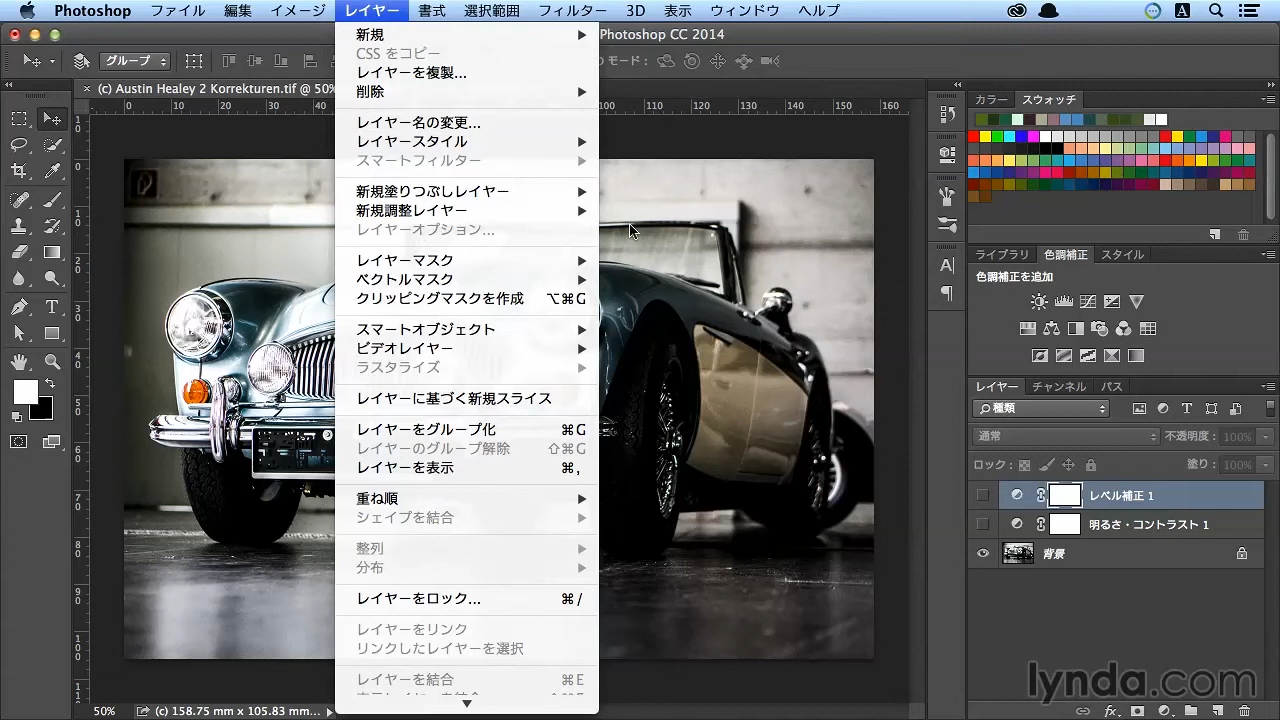 Photoshop ファイル 編集 イメージ レイヤー 書式 選択範囲 フィルター 3D 表示 ウィンドウ ヘルプ
Photoshop CC 2014
グループ
モード :
× (c) Austin Healey 2 Korrekturen.tif @ 50%
0 10 20 30 40 100 110 120 130 140 150 160
新規
CSS をコピー
レイヤーを複製...
削除
レイヤー名の変更...
レイヤースタイル
スマートフィルター
新規塗りつぶしレイヤー
新規調整レイヤー
レイヤーオプション...
レイヤーマスク
ベクトルマスク
クリッピングマスクを作成 ⌥⌘G
スマートオブジェクト
ビデオレイヤー
ラスタライズ
レイヤーに基づく新規スライス
レイヤーをグループ化 ⌘G
レイヤーのグループ解除 ⇧⌘G
レイヤーを表示 ⌘,
重ね順
シェイプを結合
整列
分布
レイヤーをロック... ⌘/
レイヤーをリンク
リンクしたレイヤーを選択
レイヤーを結合 ⌘E
カラー スウォッチ
ライブラリ 色調補正 スタイル
色調補正を追加
レイヤー チャンネル パス
種類
通常 不透明度 : 100%
ロック : 塗り : 100%
レベル補正 1
明るさ・コントラスト 1
背景
50% (c) 158.75 mm x 105.83 mm...
lynda.com